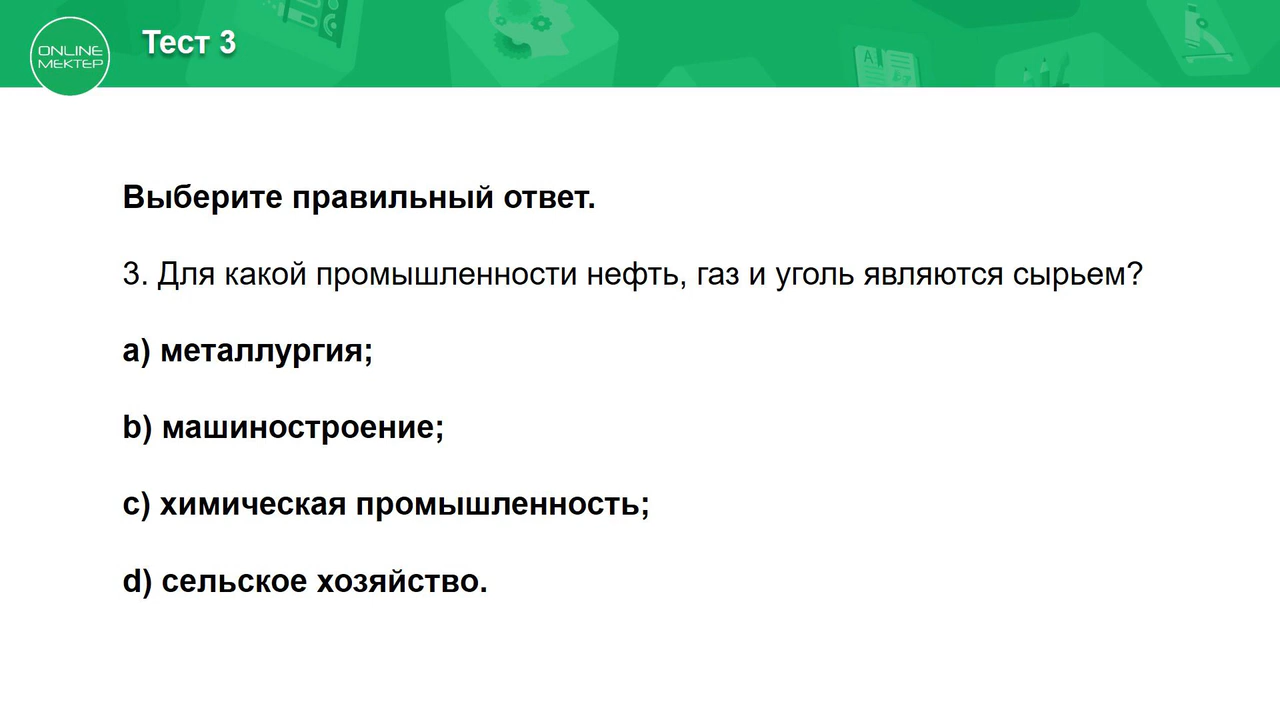 ONLINE
МЕКТЕР
Тест 3
Выберите правильный ответ.
3. Для какой промышленности нефть, газ и уголь являются сырьем?
a) металлургия;
b) машиностроение;
c) химическая промышленность;
d) сельское хозяйство.